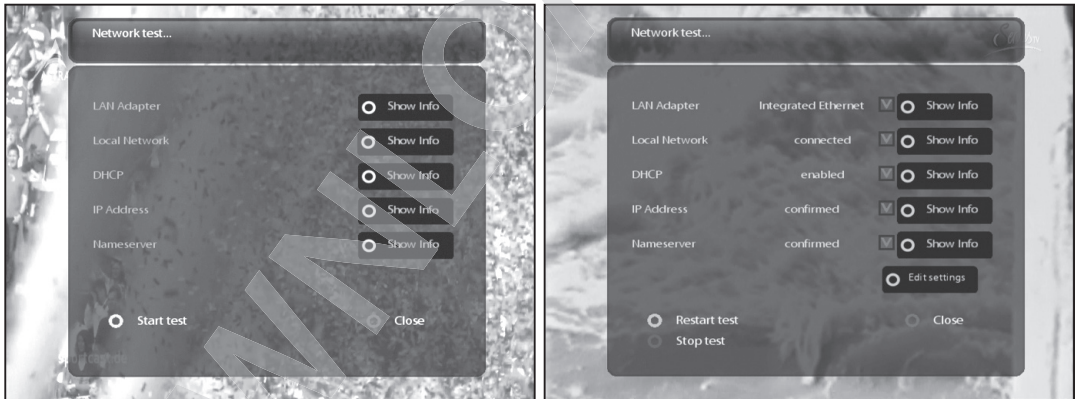 Network test...
LAN Adapter Show Info
Local Network Show Info
DHCP Show Info
IP Address Show Info
Nameserver Show Info
Start test Close
Network test...
LAN Adapter Integrated Ethernet Show Info
Local Network connected Show Info
DHCP enabled Show Info
IP Address confirmed Show Info
Nameserver confirmed Show Info
Edit settings
Restart test Close
Stop test